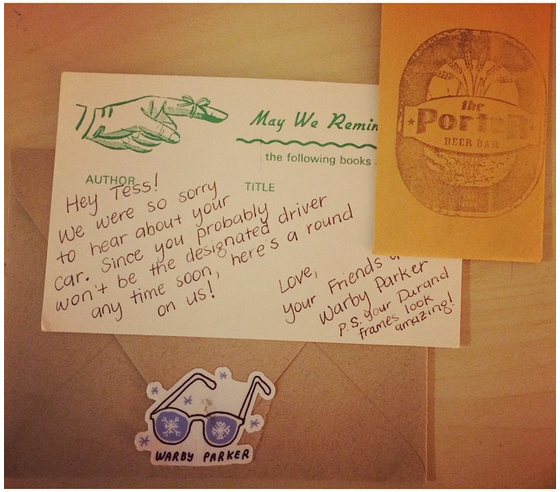 May We Remin
the following books
AUTHOR
TITLE
Hey Tess!
We were so sorry
to hear about your
car. Since you probably
won't be the designated driver
any time soon, here's a round
on us!
Love,
your Friends
Warby Parker
P.S. your Durand
frames look
amazing!
the
Porter
BEER BAR
WARBY PARKER